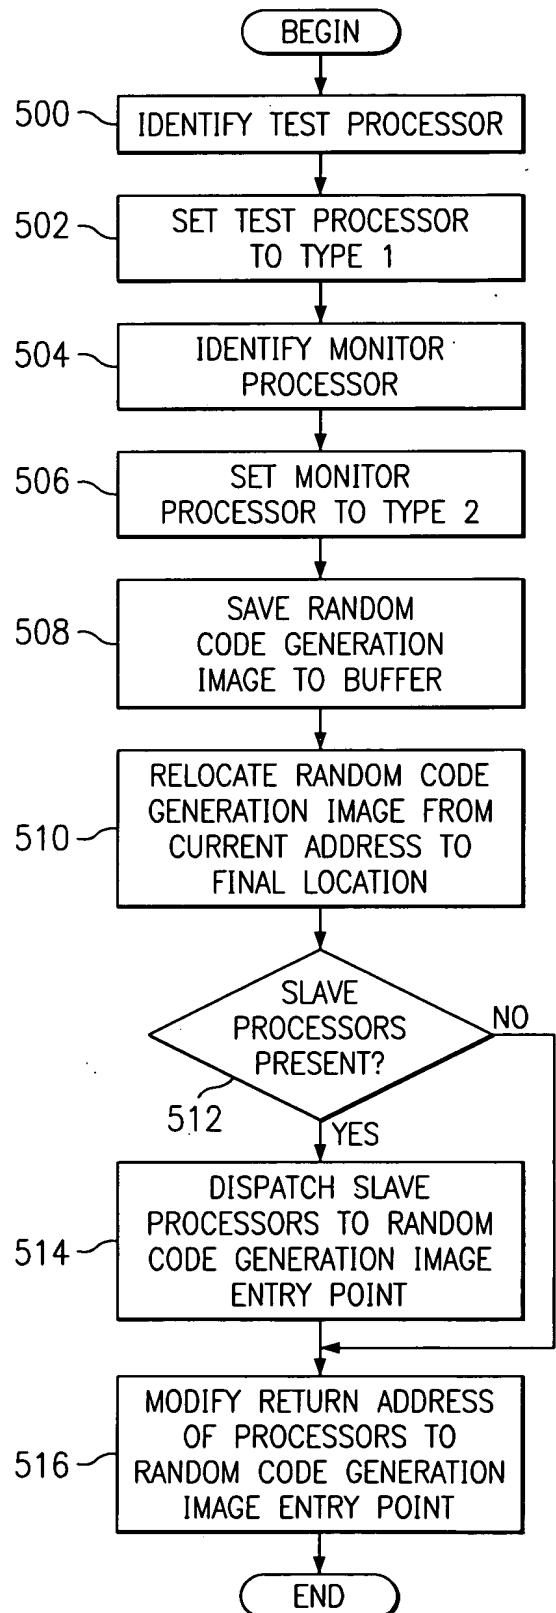 BEGIN
500
IDENTIFY TEST PROCESSOR
502
SET TEST PROCESSOR
TO TYPE 1
504
IDENTIFY MONITOR
PROCESSOR
506
SET MONITOR
PROCESSOR TO TYPE 2
508
SAVE RANDOM
CODE GENERATION
IMAGE TO BUFFER
510
RELOCATE RANDOM CODE
GENERATION IMAGE FROM
CURRENT ADDRESS TO
FINAL LOCATION
SLAVE
PROCESSORS
PRESENT?
NO
512
YES
514
DISPATCH SLAVE
PROCESSORS TO RANDOM
CODE GENERATION IMAGE
ENTRY POINT
516
MODIFY RETURN ADDRESS
OF PROCESSORS TO
RANDOM CODE GENERATION
IMAGE ENTRY POINT
END